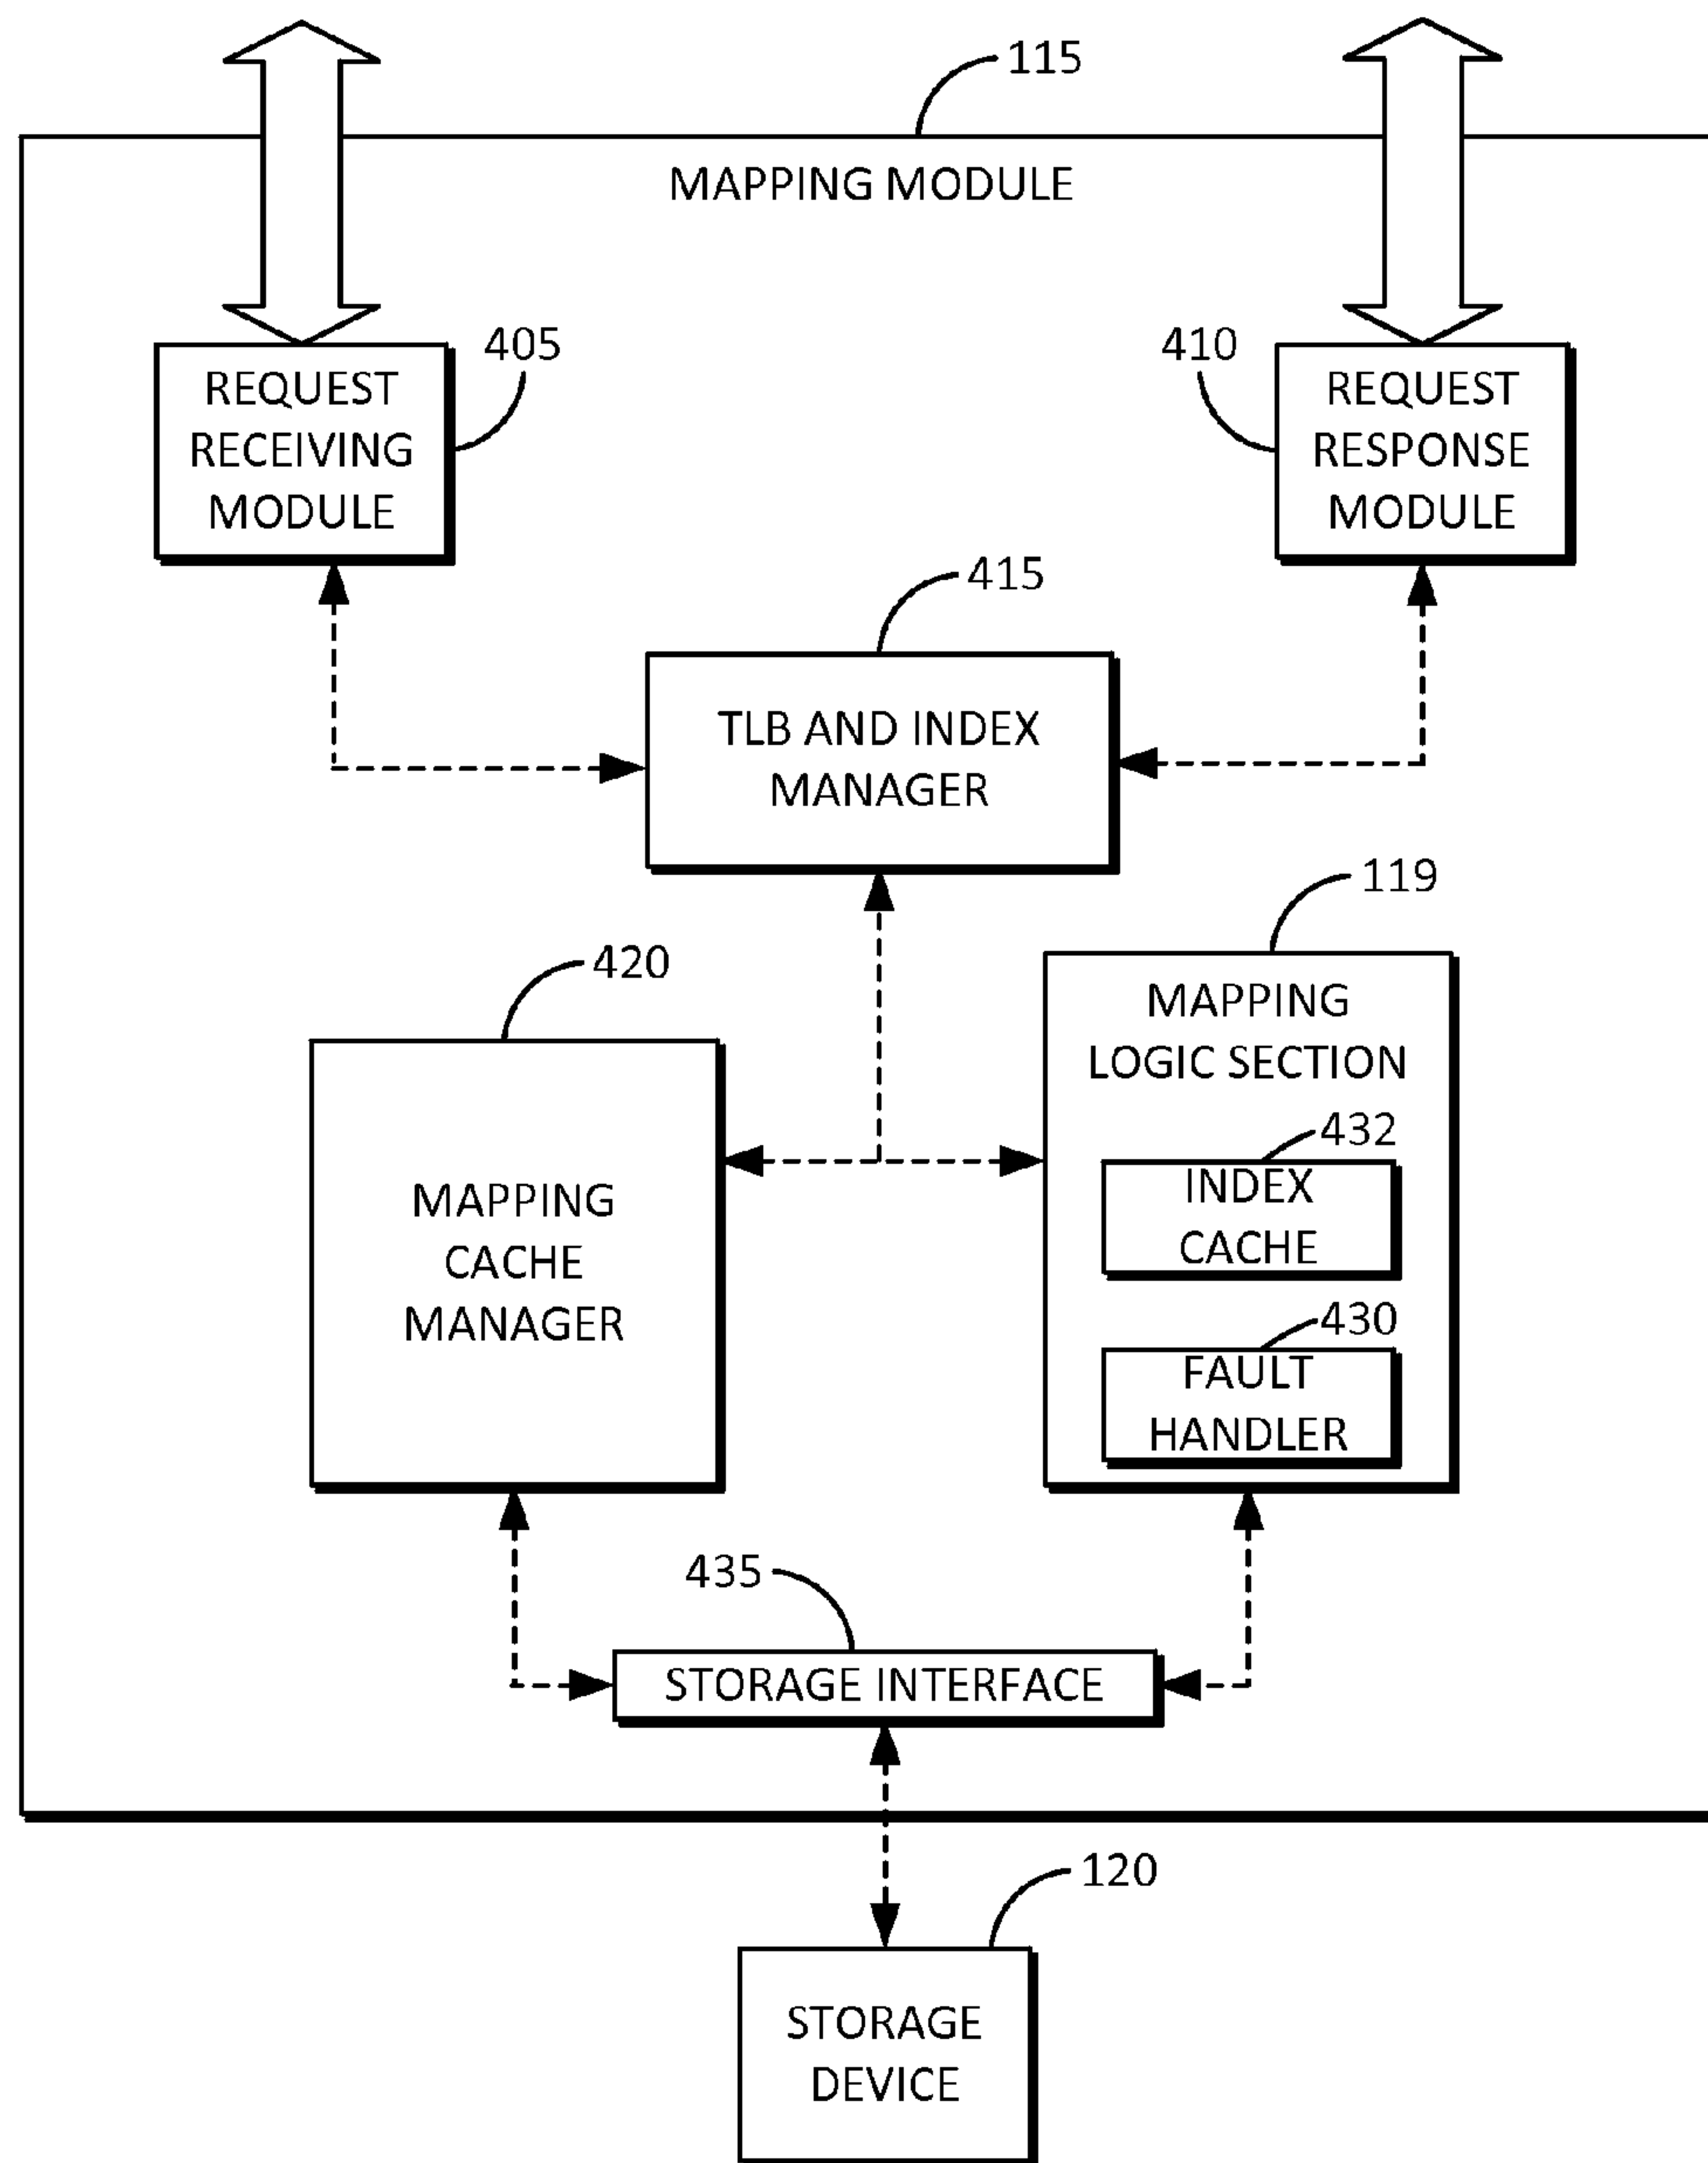 115
MAPPING MODULE
405
REQUEST
RECEIVING
MODULE
410
REQUEST
RESPONSE
MODULE
415
TLB AND INDEX
MANAGER
119
MAPPING
LOGIC SECTION
420
MAPPING
CACHE
MANAGER
432
INDEX
CACHE
430
FAULT
HANDLER
435
STORAGE INTERFACE
120
STORAGE
DEVICE